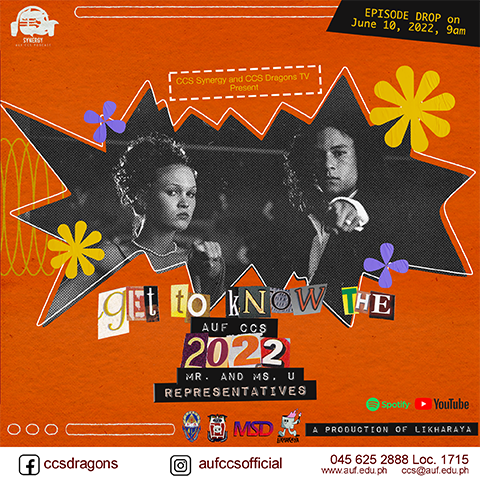 SYNERGY
EPISODE DROP on
June 10, 2022, 9am
CCS Synergy and CCS Dragons TV
Present
GET TO KNOW THE
AUF CCS
2022
MR. AND MS. U
REPRESENTATIVES
Spotify YouTube
MSD
A PRODUCTION OF LIKHARAYA
ccsdragons
aufccsofficial
045 625 2888 Loc. 1715
www.auf.edu.ph ccs@auf.edu.ph